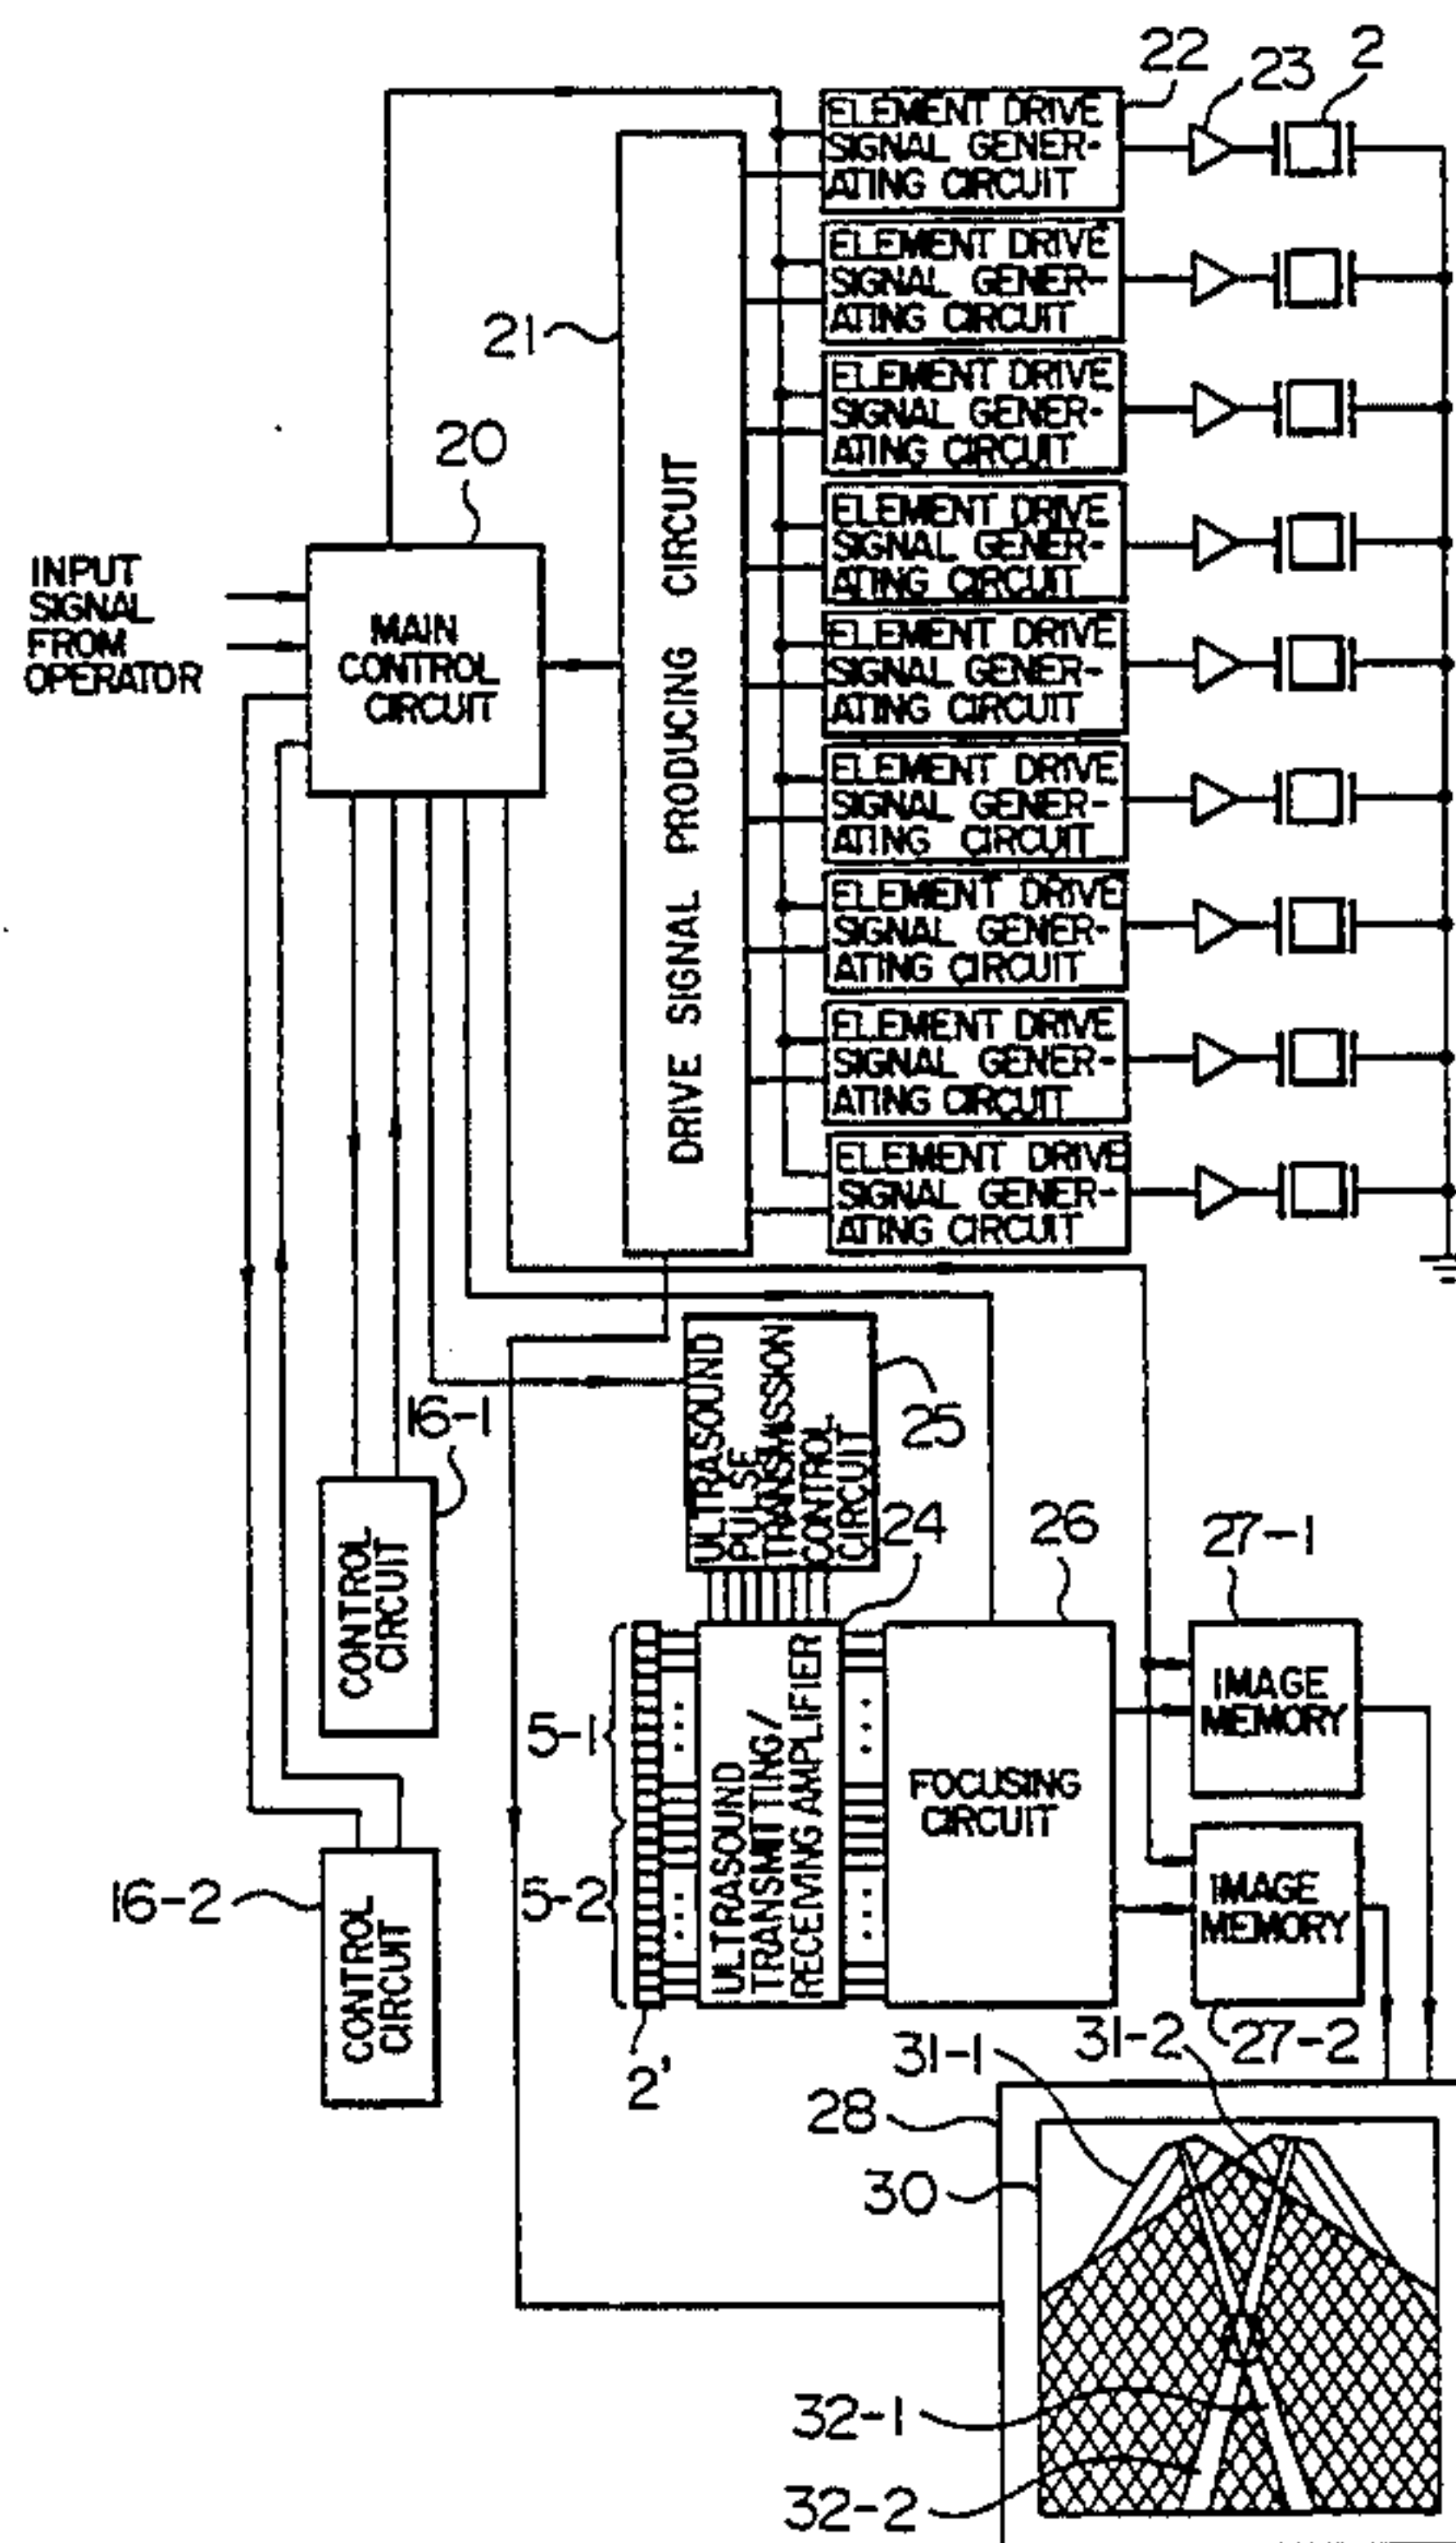 22
23
2
ELEMENT DRIVE
SIGNAL GENER-
ATING CIRCUIT
ELEMENT DRIVE
SIGNAL GENER-
ATING CIRCUIT
ELEMENT DRIVE
SIGNAL GENER-
ATING CIRCUIT
ELEMENT DRIVE
SIGNAL GENER-
ATING CIRCUIT
ELEMENT DRIVE
SIGNAL GENER-
ATING CIRCUIT
ELEMENT DRIVE
SIGNAL GENER-
ATING CIRCUIT
ELEMENT DRIVE
SIGNAL GENER-
ATING CIRCUIT
ELEMENT DRIVE
SIGNAL GENER-
ATING CIRCUIT
ELEMENT DRIVE
SIGNAL GENER-
ATING CIRCUIT
21
DRIVE SIGNAL PRODUCING CIRCUIT
20
INPUT
SIGNAL
FROM
OPERATOR
MAIN
CONTROL
CIRCUIT
ULTRASOUND
PULSE
TRANSMISSION
CONTROL
CIRCUIT
25
16-1
CONTROL
CIRCUIT
24
26
27-1
5-1
5-2
ULTRASOUND
TRANSMITTING/
RECEIVING AMPLIFIER
FOCUSING
CIRCUIT
IMAGE
MEMORY
IMAGE
MEMORY
16-2
CONTROL
CIRCUIT
2'
31-1
31-2
27-2
28
30
32-1
32-2